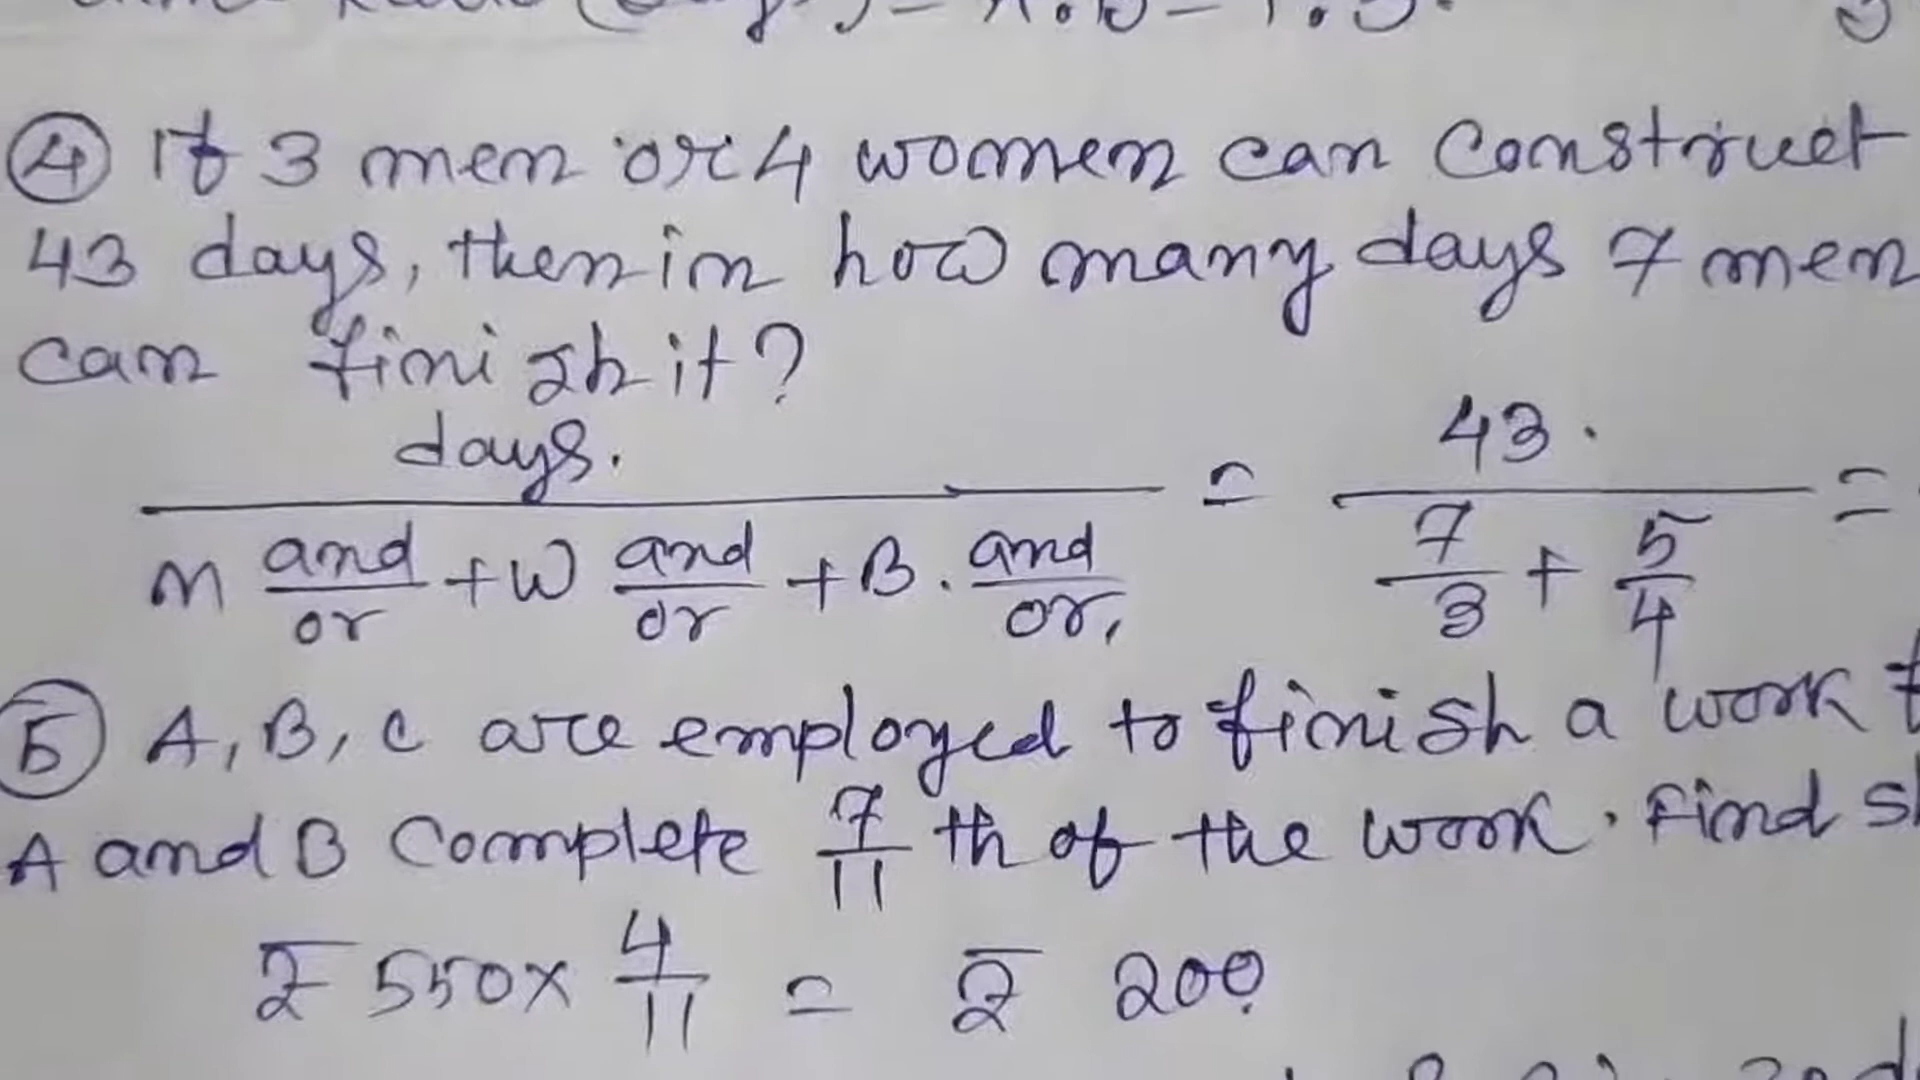 ④ If 3 men or 4 women can construct
43 days, then in how many days 7 men
can finish it?
days. / (M and/or + W and/or + B. and/or,) = 43. / (7/3 + 5/4) =
⑤ A, B, C are employed to finish a work
A and B Complete 7/11 th of the work. Find
₹ 550 × 4/11 = ₹ 200